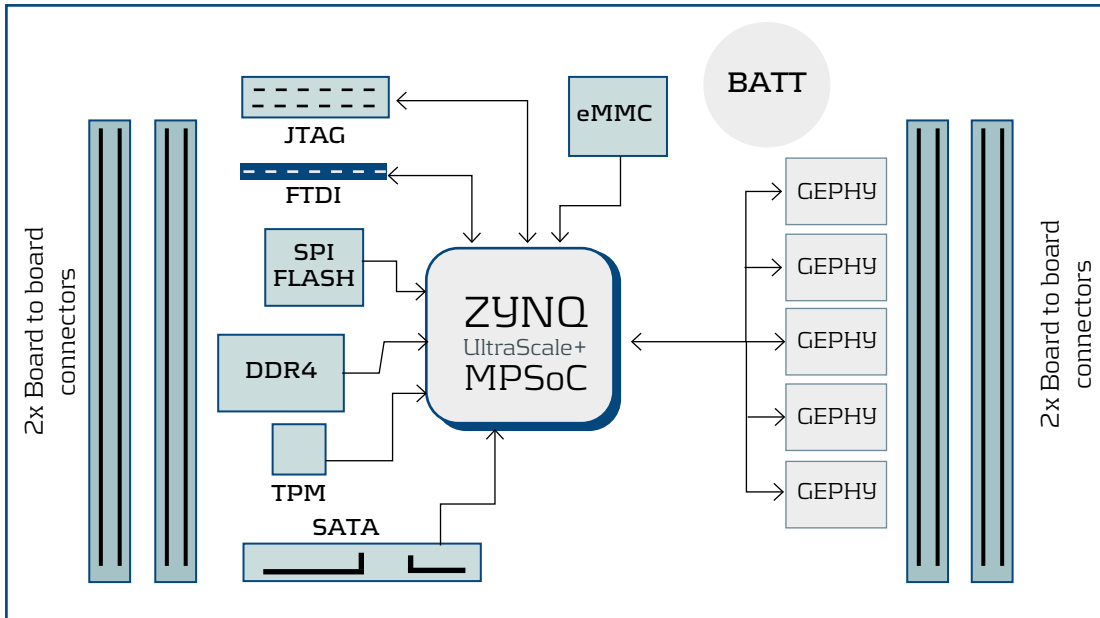 BATT
eMMC
JTAG
FTDI
SPI
FLASH
DDR4
TPM
SATA
ZYNQ
UltraScale+
MPSoC
GEPHY
GEPHY
GEPHY
GEPHY
GEPHY
2x Board to board
connectors
2x Board to board
connectors